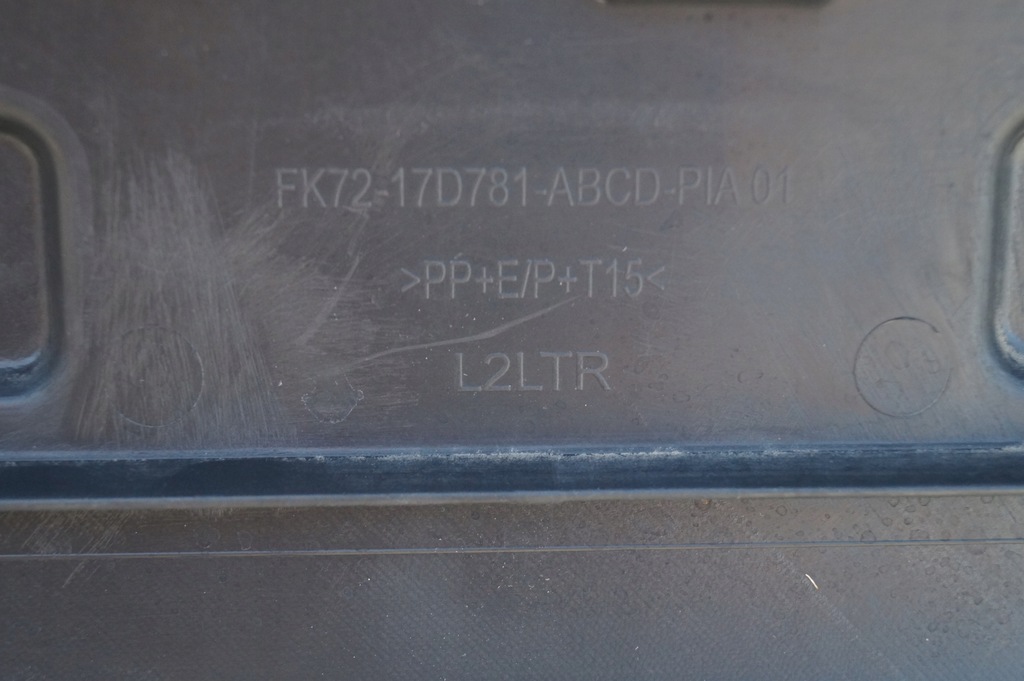 FK72-17D781-ABCD-PIA 01
>PP+E/P+T15<
L2LTR